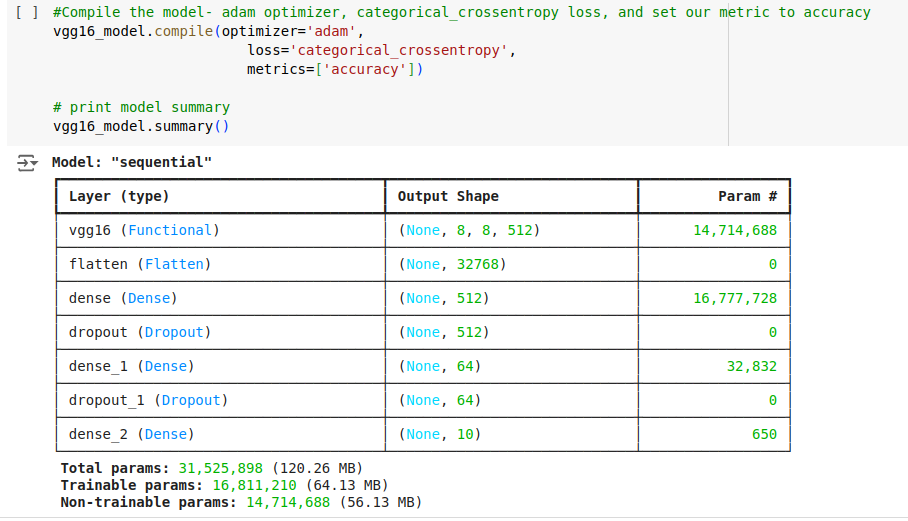 [ ] #Compile the model- adam optimizer, categorical_crossentropy loss, and set our metric to accuracy
vgg16_model.compile(optimizer='adam',
loss='categorical_crossentropy',
metrics=['accuracy'])
# print model summary
vgg16_model.summary()
Model: "sequential"
Layer (type) Output Shape Param #
vgg16 (Functional) (None, 8, 8, 512) 14,714,688
flatten (Flatten) (None, 32768) 0
dense (Dense) (None, 512) 16,777,728
dropout (Dropout) (None, 512) 0
dense_1 (Dense) (None, 64) 32,832
dropout_1 (Dropout) (None, 64) 0
dense_2 (Dense) (None, 10) 650
Total params: 31,525,898 (120.26 MB)
Trainable params: 16,811,210 (64.13 MB)
Non-trainable params: 14,714,688 (56.13 MB)